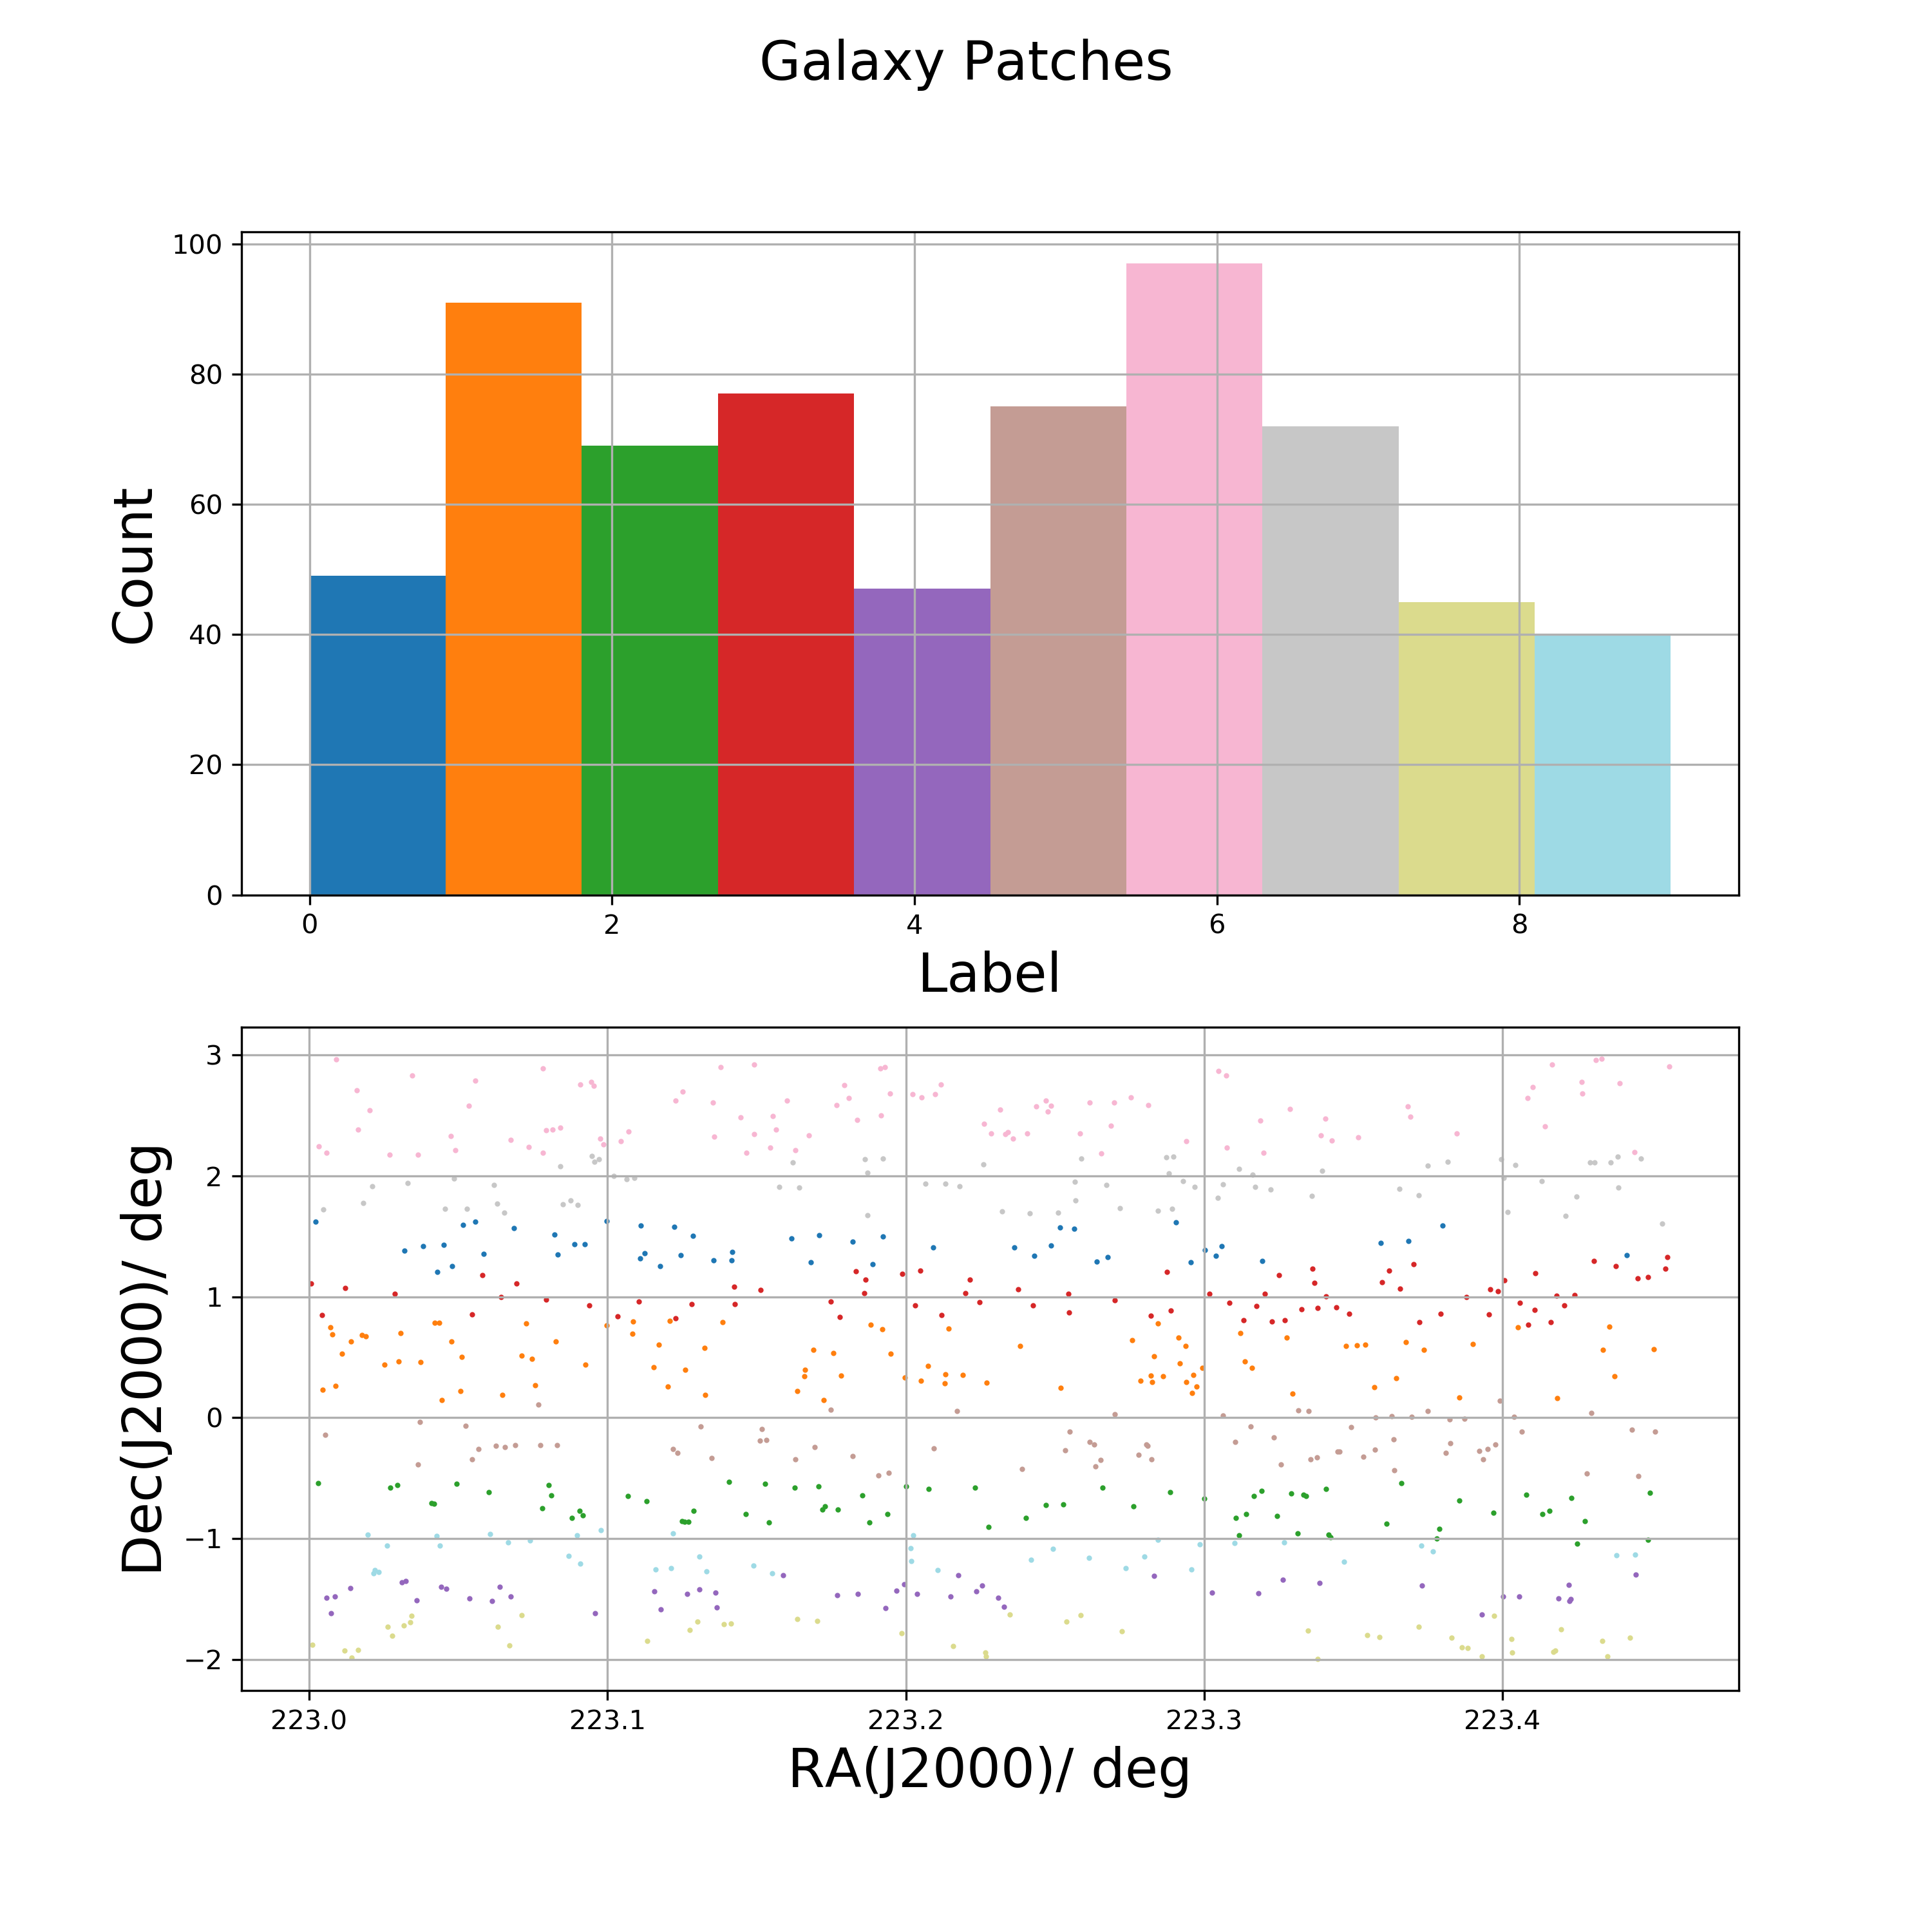 Galaxy Patches
100
80
60
40
20
0
Count
0 2 4 6 8
Label
3
2
1
0
−1
−2
Dec(J2000)/ deg
223.0 223.1 223.2 223.3 223.4
RA(J2000)/ deg